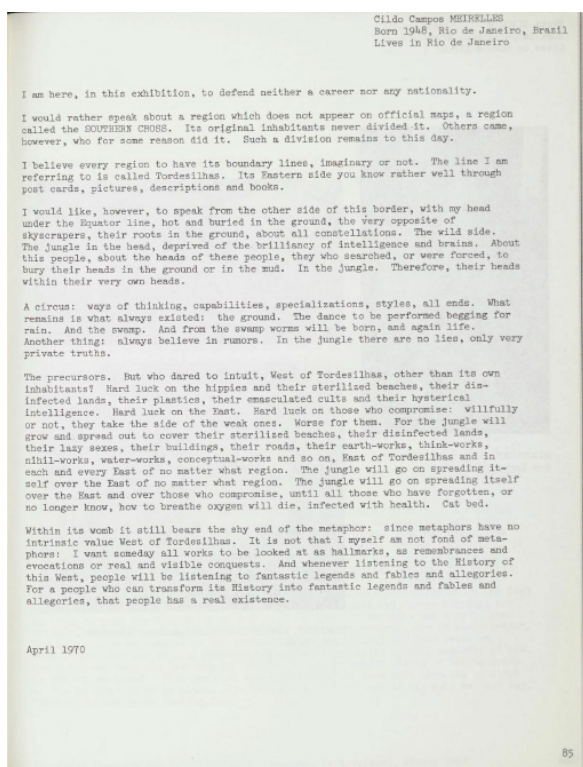 Cildo Campos MEIRELLES
Born 1948, Rio de Janeiro, Brazil
Lives in Rio de Janeiro
I am here, in this exhibition, to defend neither a career nor any nationality.
I would rather speak about a region which does not appear on official maps, a region
called the SOUTHERN CROSS. Its original inhabitants never divided it. Others came,
however, who for some reason did it. Such a division remains to this day.
I believe every region to have its boundary lines, imaginary or not. The line I am
referring to is called Tordesilhas. Its Eastern side you know rather well through
post cards, pictures, descriptions and books.
I would like, however, to speak from the other side of this border, with my head
under the Equator line, hot and buried in the ground, the very opposite of
skyscrapers, their roots in the ground, about all constellations. The wild side.
The jungle in the head, deprived of the brilliancy of intelligence and brains. About
this people, about the heads of these people, they who searched, or were forced, to
bury their heads in the ground or in the mud. In the jungle. Therefore, their heads
within their very own heads.
A circus: ways of thinking, capabilities, specializations, styles, all ends. What
remains is what always existed: the ground. The dance to be performed begging for
rain. And the swamp. And from the swamp worms will be born, and again life.
Another thing: always believe in rumors. In the jungle there are no lies, only very
private truths.
The precursors. But who dared to intuit, West of Tordesilhas, other than its own
inhabitants? Hard luck on the hippies and their sterilized beaches, their dis-
infected lands, their plastics, their emasculated cults and their hysterical
intelligence. Hard luck on the East. Hard luck on those who compromise: willfully
or not, they take the side of the weak ones. Worse for them. For the jungle will
grow and spread out to cover their sterilized beaches, their disinfected lands,
their lazy sexes, their buildings, their roads, their earth-works, think-works,
nihil-works, water-works, conceptual-works and so on, East of Tordesilhas and in
each and every East of no matter what region. The jungle will go on spreading it-
self over the East of no matter what region. The jungle will go on spreading itself
over the East and over those who compromise, until all those who have forgotten, or
no longer know, how to breathe oxygen will die, infected with health. Cat bed.
Within its womb it still bears the shy end of the metaphor: since metaphors have no
intrinsic value West of Tordesilhas. It is not that I myself am not fond of meta-
phors: I want someday all works to be looked at as hallmarks, as remembrances and
evocations or real and visible conquests. And whenever listening to the History of
this West, people will be listening to fantastic legends and fables and allegories.
For a people who can transform its History into fantastic legends and fables and
allegories, that people has a real existence.
April 1970
85